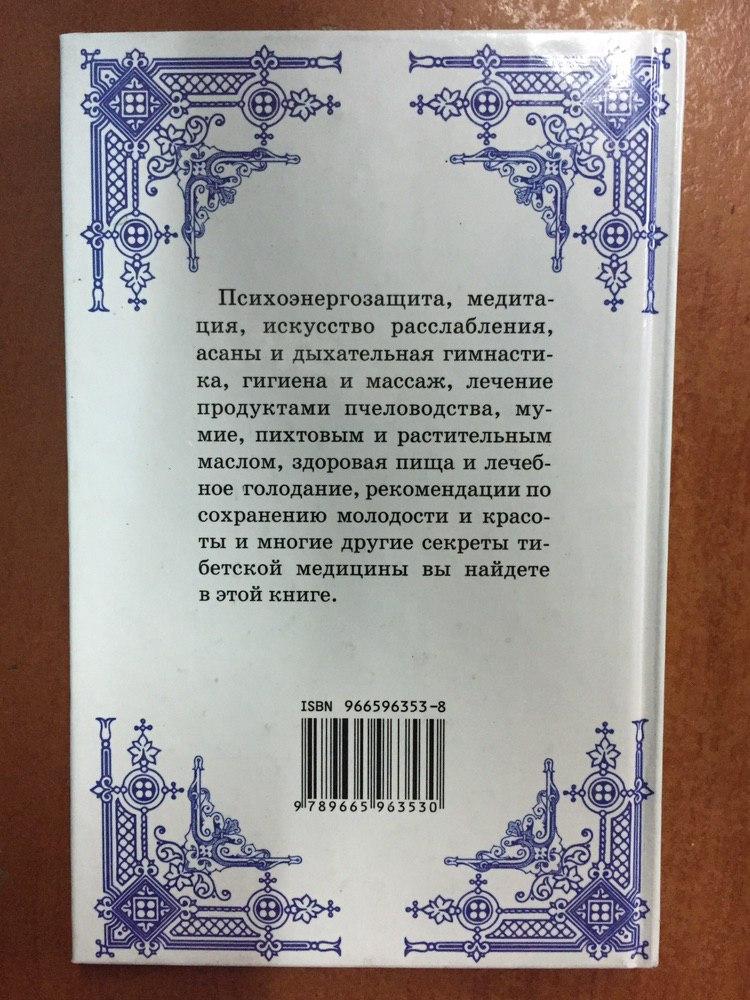 Психоэнергозащита, медита-
ция, искусство расслабления,
асаны и дыхательная гимнасти-
ка, гигиена и массаж, лечение
продуктами пчеловодства, му-
мие, пихтовым и растительным
маслом, здоровая пища и лечеб-
ное голодание, рекомендации по
сохранению молодости и красо-
ты и многие другие секреты ти-
бетской медицины вы найдете
в этой книге.
ISBN 966596353-8
9 789665 963530